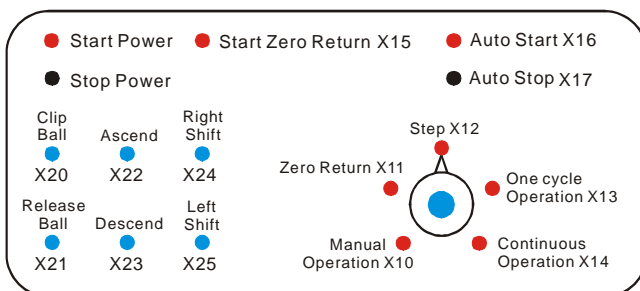 Start Power
Start Zero Return X15
Auto Start X16
Stop Power
Auto Stop X17
Clip
Ball
X20
Ascend
X22
Right
Shift
X24
Release
Ball
X21
Descend
X23
Left
Shift
X25
Step X12
Zero Return X11
One cycle
Operation X13
Manual
Operation X10
Continuous
Operation X14